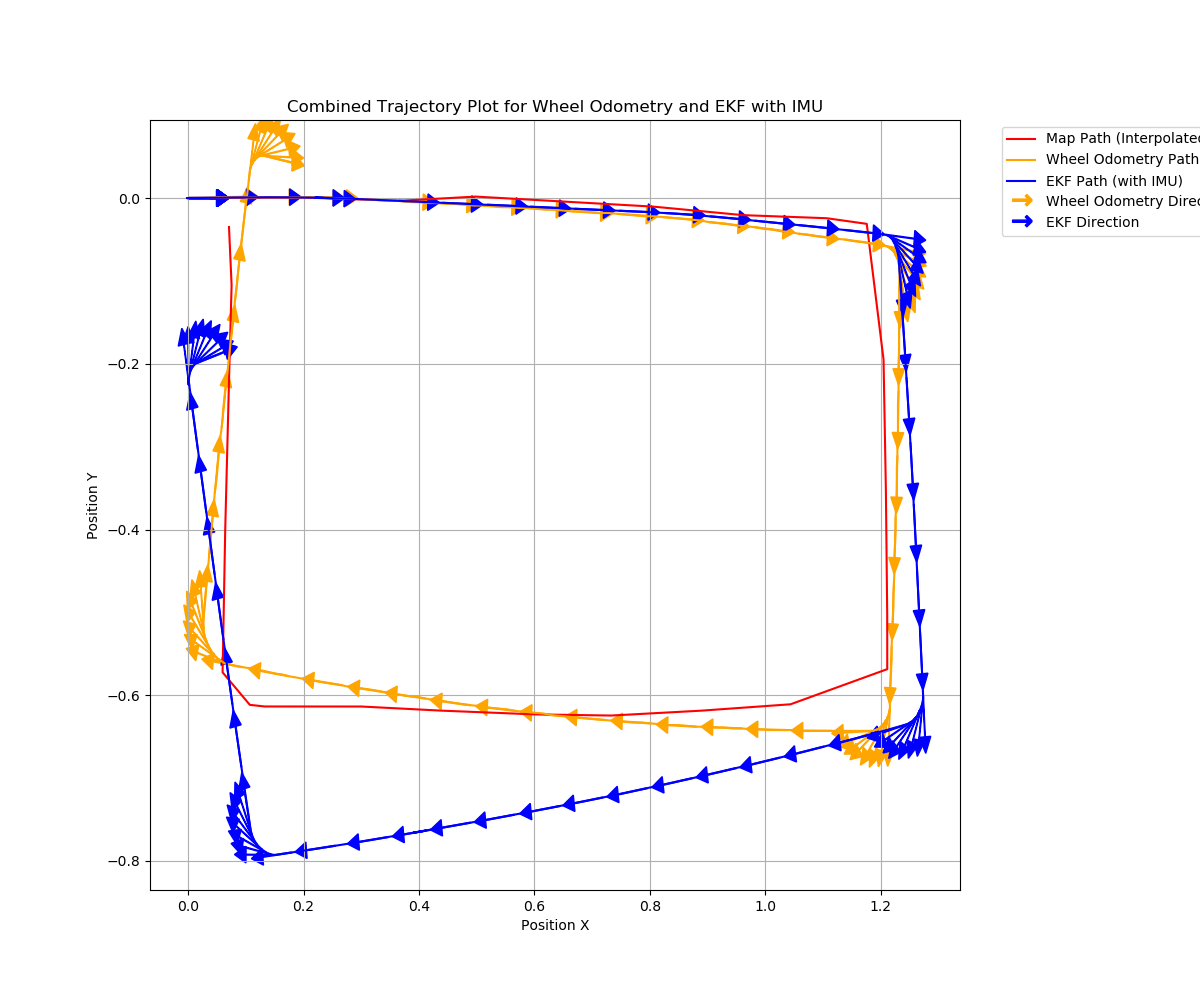 Combined Trajectory Plot for Wheel Odometry and EKF with IMU
Map Path (Interpolated
Wheel Odometry Path
EKF Path (with IMU)
Wheel Odometry Direc
EKF Direction
0.0
−0.2
−0.4
−0.6
−0.8
Position Y
0.0 0.2 0.4 0.6 0.8 1.0 1.2
Position X